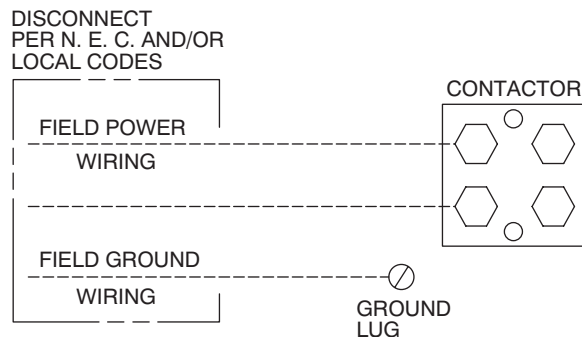 DISCONNECT
PER N. E. C. AND/OR
LOCAL CODES
CONTACTOR
FIELD POWER
WIRING
FIELD GROUND
WIRING
GROUND
LUG